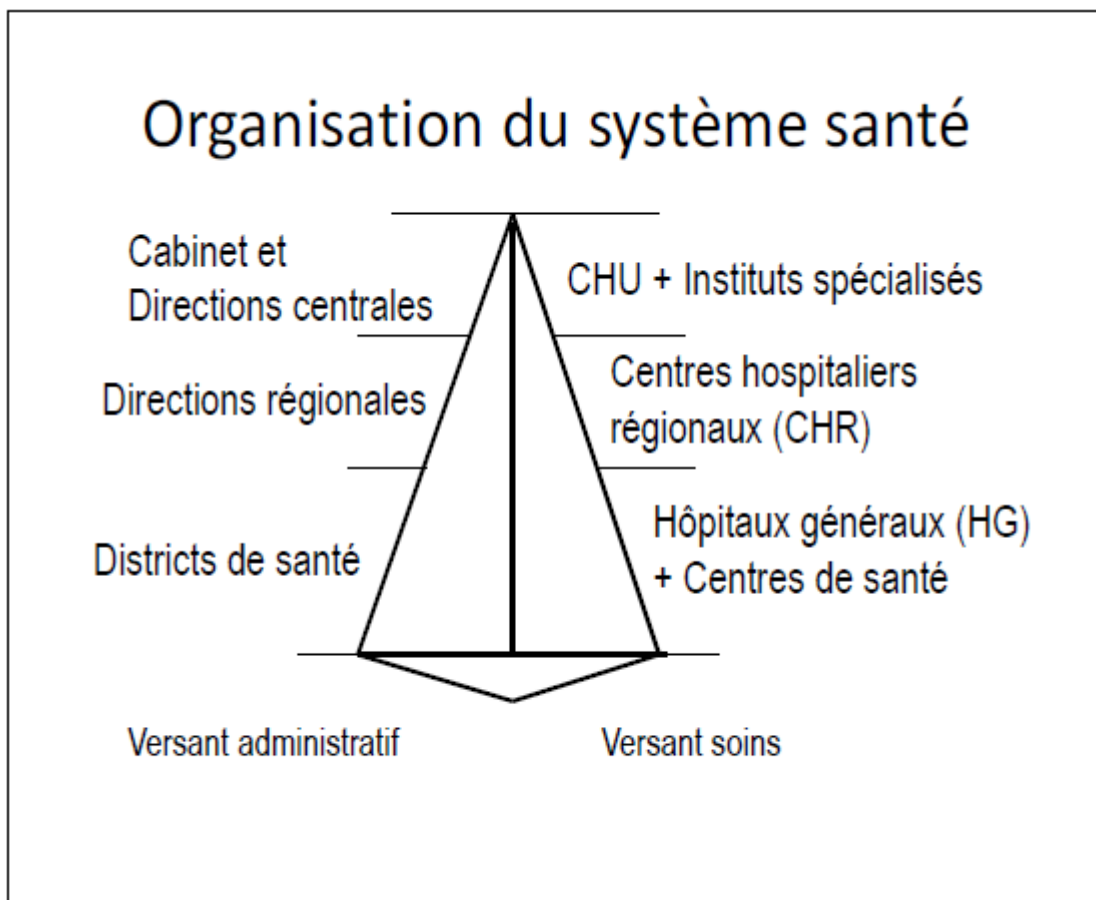 Organisation du système santé
Cabinet et
Directions centrales
CHU + Instituts spécialisés
Directions régionales
Centres hospitaliers
régionaux (CHR)
Districts de santé
Hôpitaux généraux (HG)
+ Centres de santé
Versant administratif
Versant soins